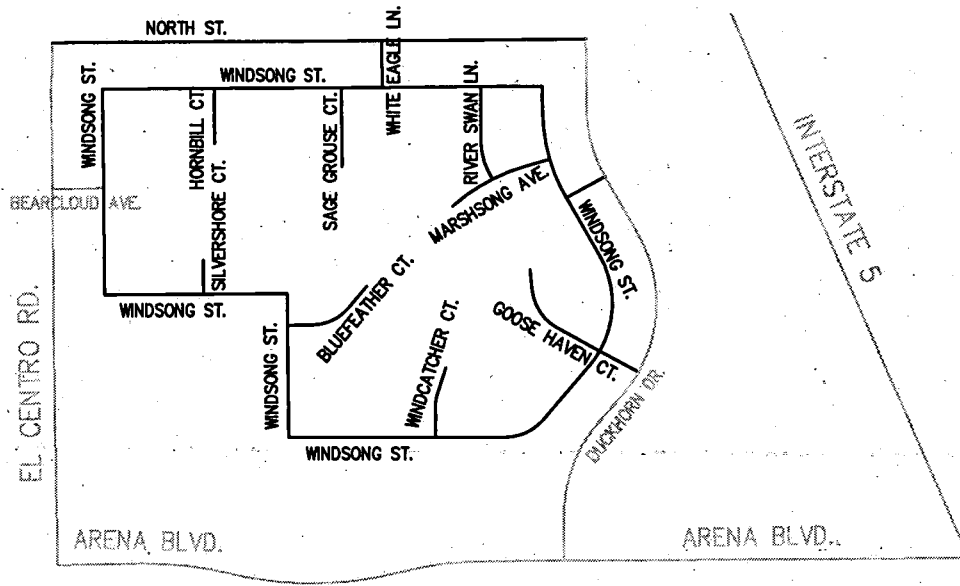 NORTH ST.
WHITE EAGLE LN.
WINDSONG ST.
WINDSONG ST.
HORNBILL CT.
SAGE GROUSE CT.
RIVER SWAN LN.
INTERSTATE 5
BEARCLOUD AVE.
MARSHSONG AVE.
WINDSONG ST.
SILVERSHORE CT.
WINDSONG ST.
BLUEFEATHER CT.
WINDCATCHER CT.
GOOSE HAVEN CT.
EL CENTRO RD.
WINDSONG ST.
DUCKHORN DR.
WINDSONG ST.
ARENA BLVD.
ARENA BLVD.